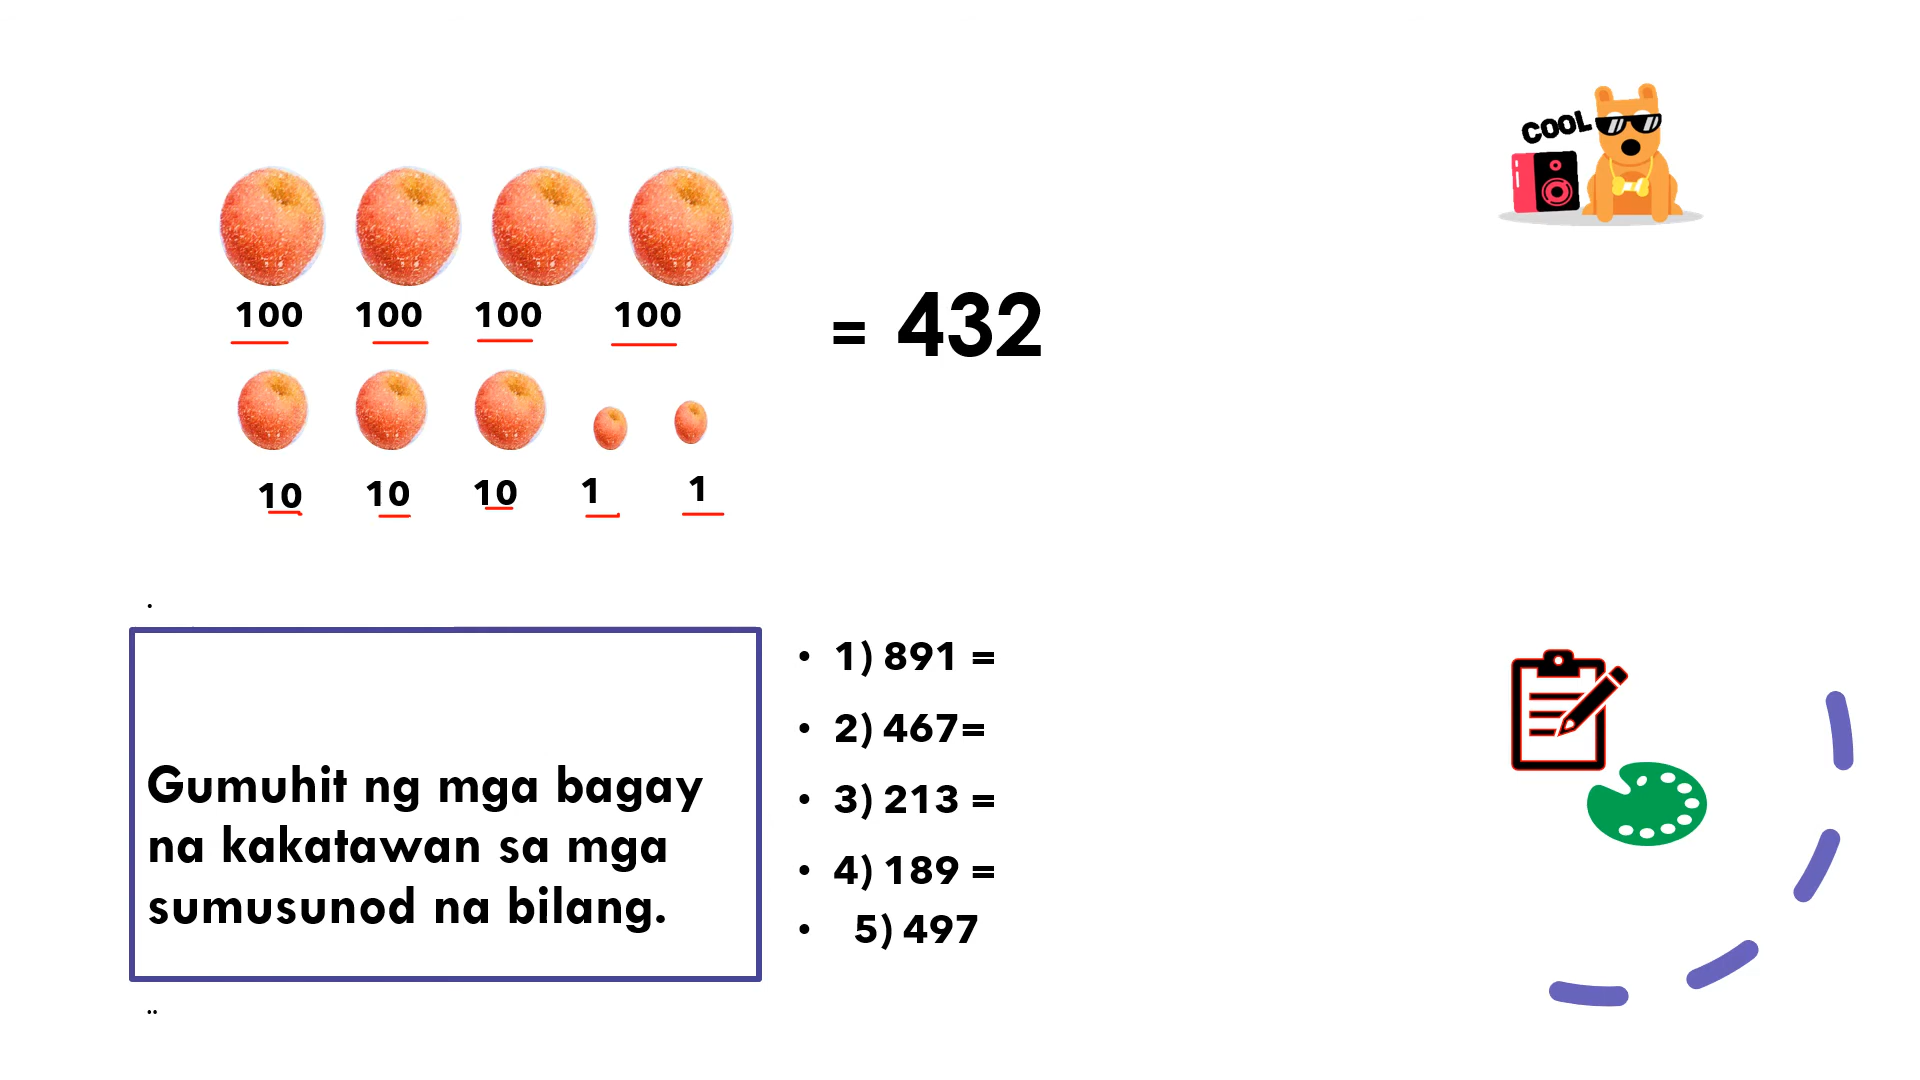 COOL
100 100 100 100
= 432
10 10 10 1 1
.
Gumuhit ng mga bagay
na kakatawan sa mga
sumusunod na bilang.
..
• 1) 891 =
• 2) 467=
• 3) 213 =
• 4) 189 =
• 5) 497